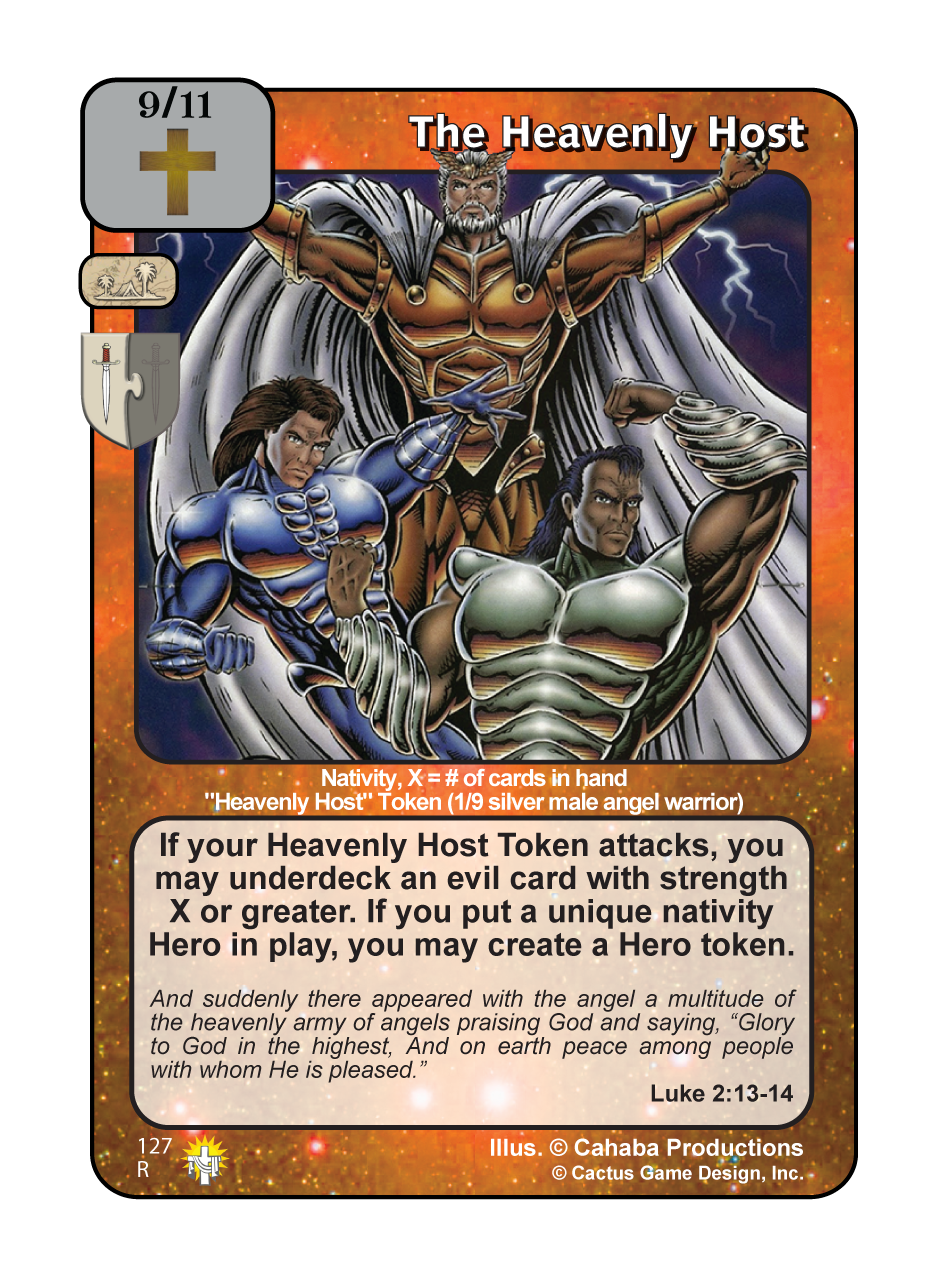 9/11
The Heavenly Host
Nativity, X = # of cards in hand
"Heavenly Host" Token (1/9 silver male angel warrior)
If your Heavenly Host Token attacks, you
may underdeck an evil card with strength
X or greater. If you put a unique nativity
Hero in play, you may create a Hero token.
And suddenly there appeared with the angel a multitude of
the heavenly army of angels praising God and saying, “Glory
to God in the highest, And on earth peace among people
with whom He is pleased.”
Luke 2:13-14
127
R
Illus. © Cahaba Productions
© Cactus Game Design, Inc.